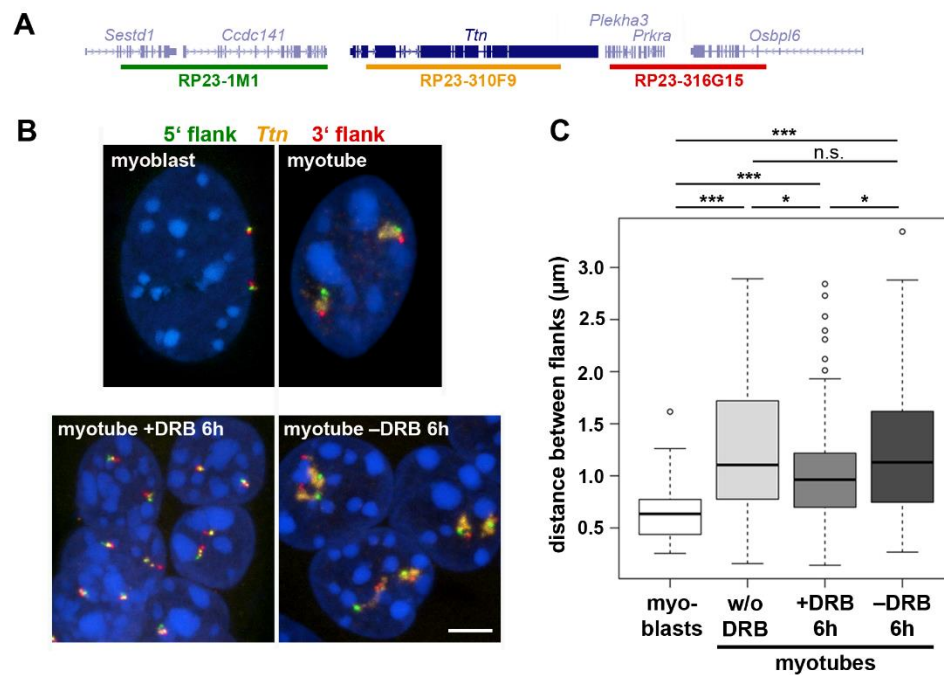 A
Sestd1 Ccdc141 Ttn Plekha3 Prkra Osbpl6
RP23-1M1 RP23-310F9 RP23-316G15
B
5‘ flank Ttn 3‘ flank
myoblast myotube
myotube +DRB 6h myotube –DRB 6h
C
***
n.s.
***
*** * *
distance between flanks (µm)
3.0
2.5
2.0
1.5
1.0
0.5
myo-
blasts
w/o
DRB
+DRB
6h
–DRB
6h
myotubes